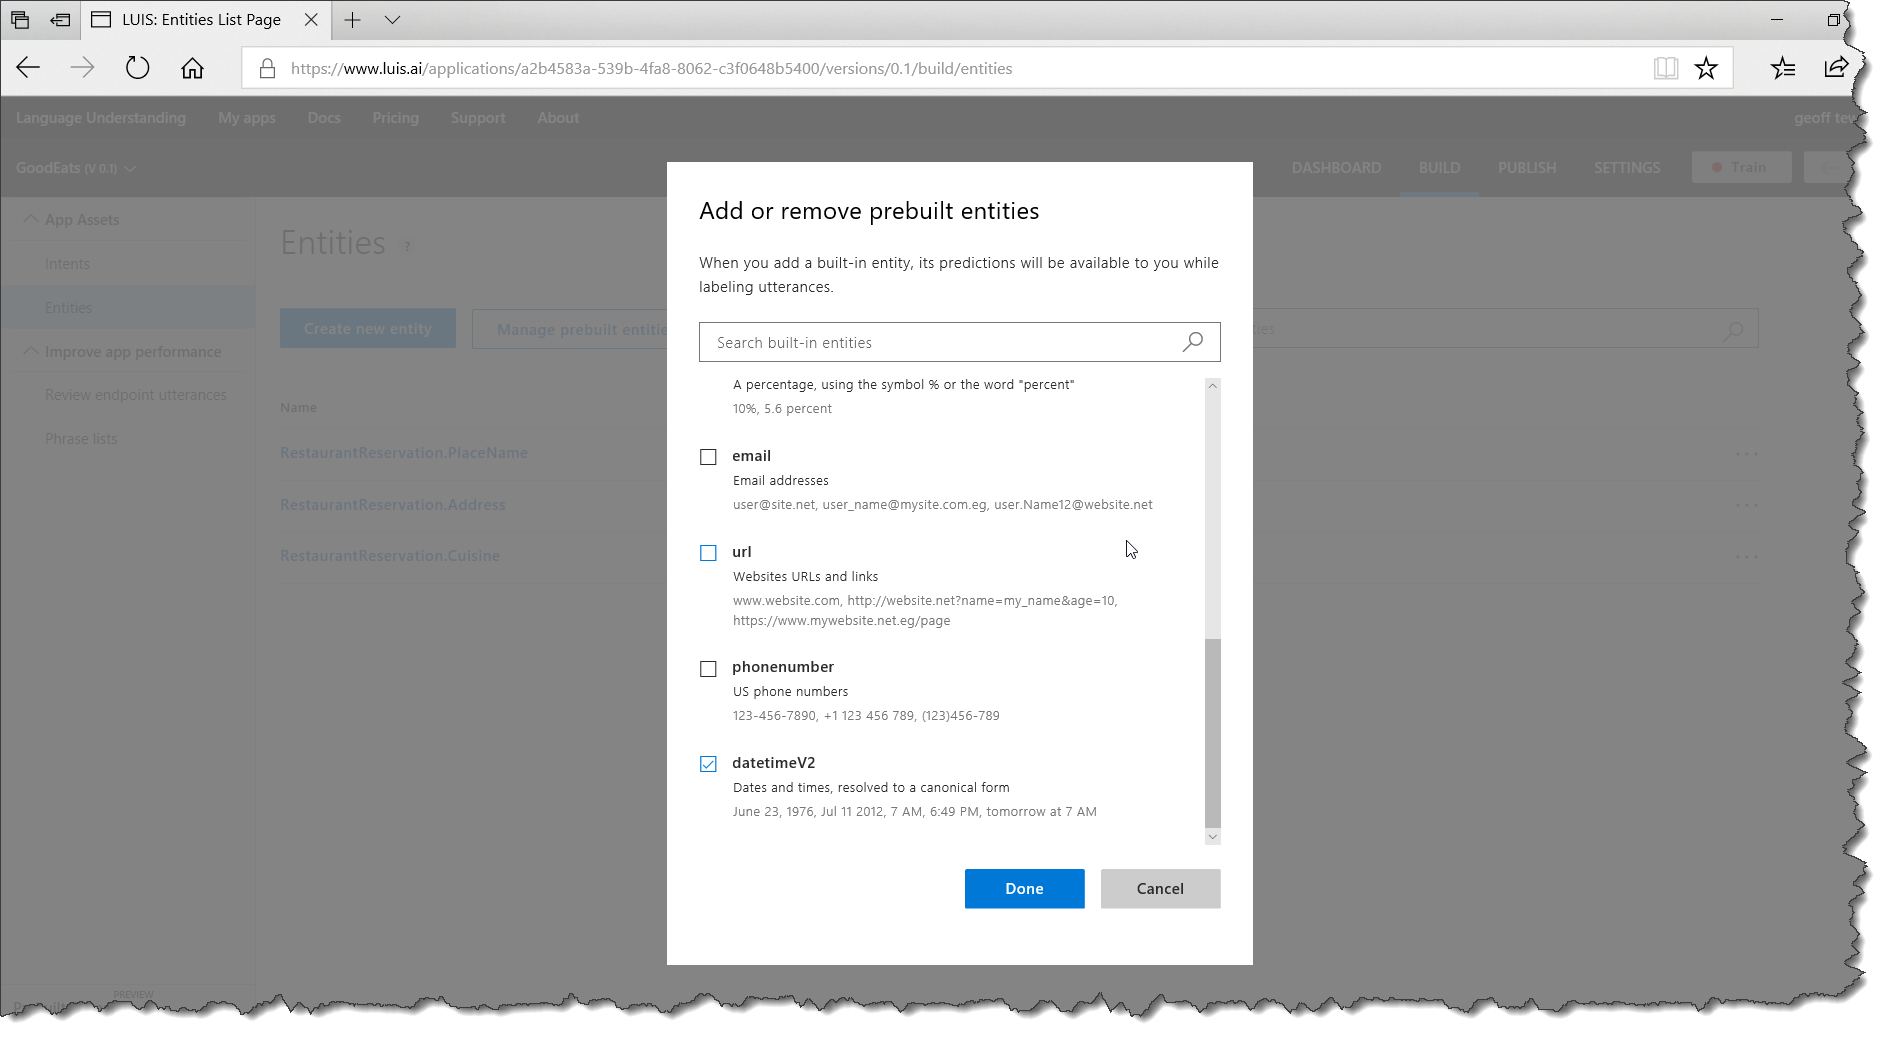 LUIS: Entities List Page
https://www.luis.ai/applications/a2b4583a-539b-4fa8-8062-c3f0648b5400/versions/0.1/build/entities
Language Understanding My apps Docs Pricing Support About geoff tew
GoodEats (V 0.1) DASHBOARD BUILD PUBLISH SETTINGS Train
App Assets
Intents
Entities
Improve app performance
Review endpoint utterances
Phrase lists
PREVIEW
Entities ?
Create new entity Manage prebuilt entitie
Name
RestaurantReservation.PlaceName
RestaurantReservation.Address
RestaurantReservation.Cuisine
Add or remove prebuilt entities
When you add a built-in entity, its predictions will be available to you while
labeling utterances.
Search built-in entities
A percentage, using the symbol % or the word "percent"
10%, 5.6 percent
email
Email addresses
user@site.net, user_name@mysite.com.eg, user.Name12@website.net
url
Websites URLs and links
www.website.com, http://website.net?name=my_name&age=10,
https://www.mywebsite.net.eg/page
phonenumber
US phone numbers
123-456-7890, +1 123 456 789, (123)456-789
datetimeV2
Dates and times, resolved to a canonical form
June 23, 1976, Jul 11 2012, 7 AM, 6:49 PM, tomorrow at 7 AM
Done Cancel